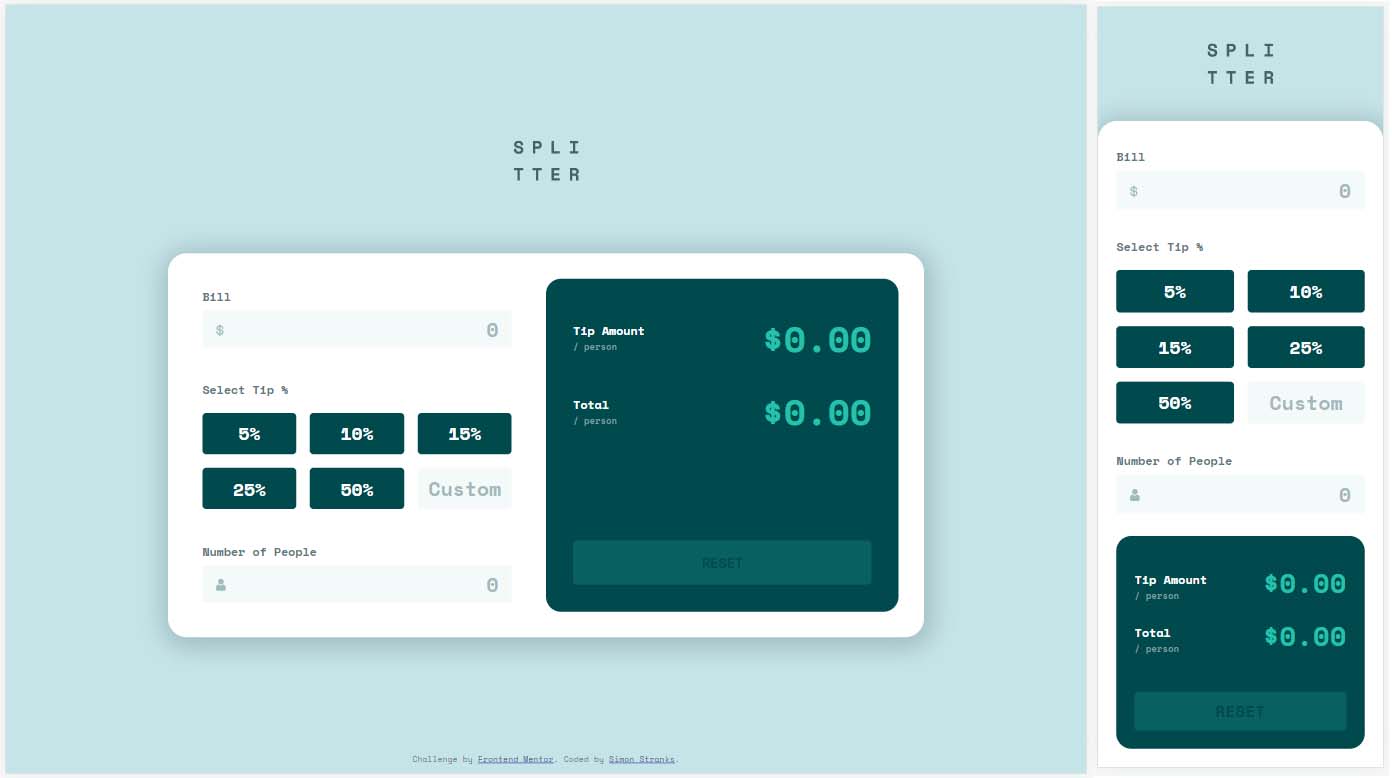 SPLI
TTER
Bill
$ 0
Select Tip %
5% 10% 15%
25% 50% Custom
Number of People
0
Tip Amount
/ person
$0.00
Total
/ person
$0.00
RESET
Challenge by Frontend Mentor. Coded by Simon Stranks.
SPLI
TTER
Bill
$ 0
Select Tip %
5% 10%
15% 25%
50% Custom
Number of People
0
Tip Amount
/ person
$0.00
Total
/ person
$0.00
RESET